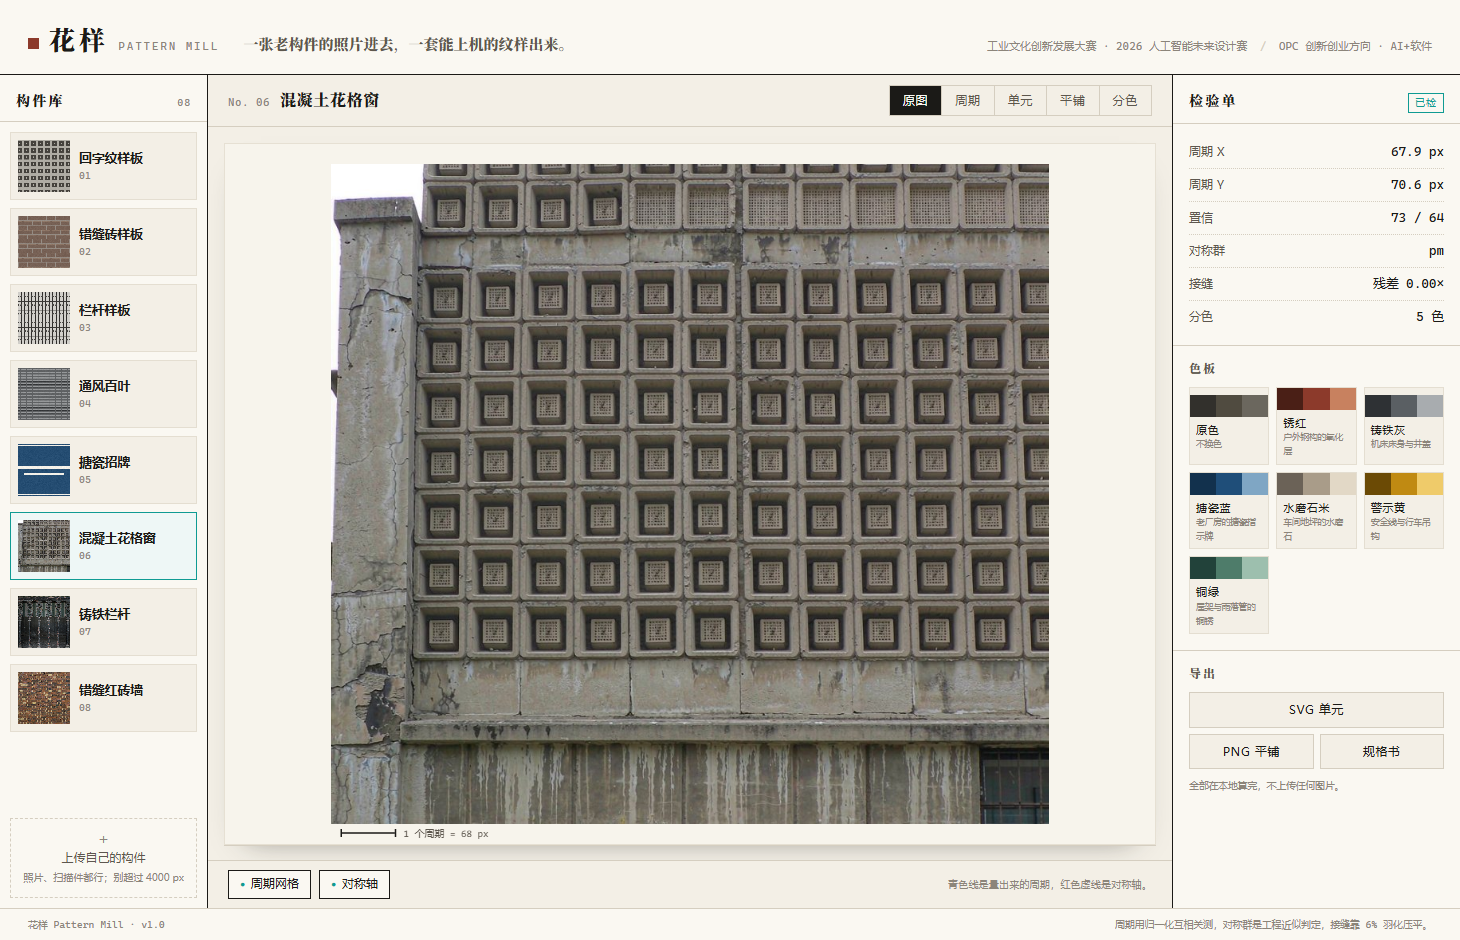 花样 PATTERN MILL 一张老构件的照片进去，一套能上机的纹样出来。
工业文化创新发展大赛 · 2026 人工智能未来设计赛 / OPC 创新创业方向 · AI+软件
构件库 08
回字纹样板
01
错缝砖样板
02
栏杆样板
03
通风百叶
04
搪瓷招牌
05
混凝土花格窗
06
铸铁栏杆
07
错缝红砖墙
08
+
上传自己的构件
照片、扫描件都行；别超过 4000 px
No. 06 混凝土花格窗
原图 周期 单元 平铺 分色
1 个周期 = 68 px
周期网格 对称轴
青色线是量出来的周期，红色虚线是对称轴。
检验单 已检
周期 X 67.9 px
周期 Y 70.6 px
置信 73 / 64
对称群 pm
接缝 残差 0.00×
分色 5 色
色板
原色
不换色
锈红
户外钢构的氧化
层
铸铁灰
机床床身与井盖
搪瓷蓝
老厂房的搪瓷指
示牌
水磨石米
车间地坪的水磨
石
警示黄
安全线与行车吊
钩
铜绿
屋架与雨落管的
铜锈
导出
SVG 单元
PNG 平铺 规格书
全部在本地算完，不上传任何图片。
花样 Pattern Mill · v1.0
周期用归一化互相关测，对称群是工程近似判定，接缝靠 6% 羽化压平。